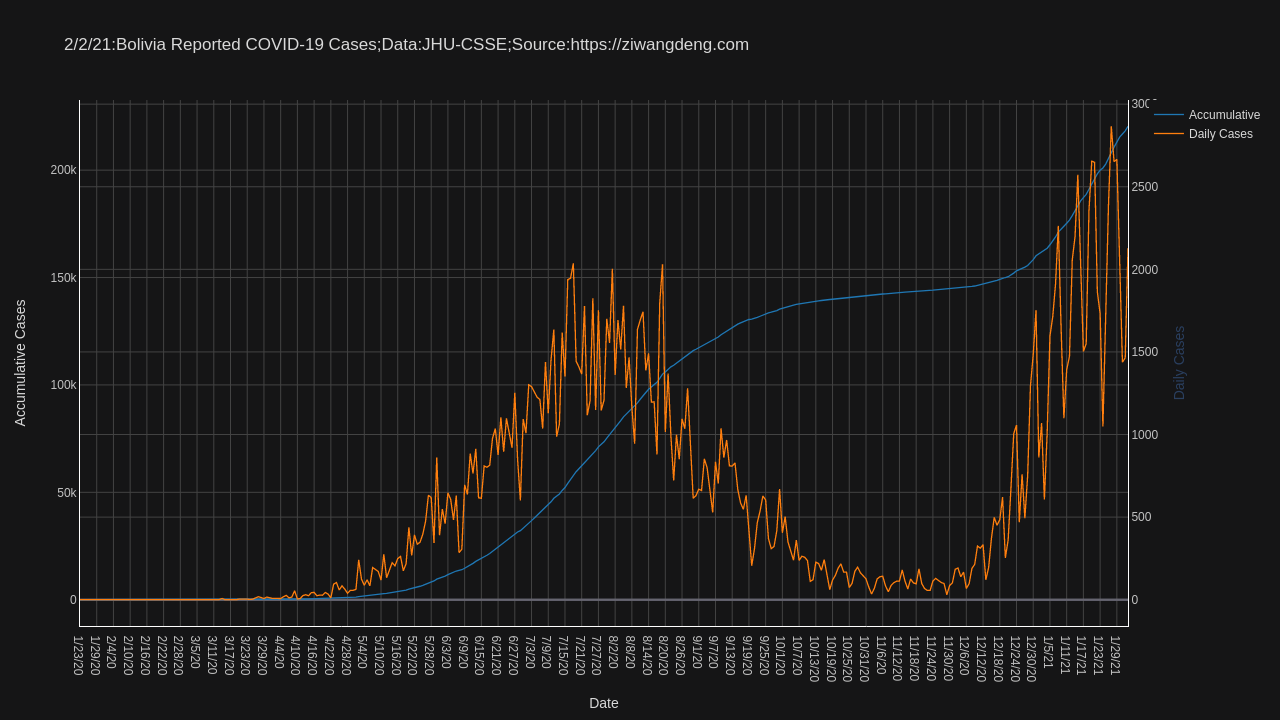 2/2/21:Bolivia Reported COVID-19 Cases;Data:JHU-CSSE;Source:https://ziwangdeng.com
Accumulative
Daily Cases
Accumulative Cases
200k
150k
100k
50k
0
2500
2000
1500
1000
500
0
Daily Cases
1/23/20 1/29/20 2/4/20 2/10/20 2/16/20 2/22/20 2/28/20 3/5/20 3/11/20 3/17/20 3/23/20 3/29/20 4/4/20 4/10/20 4/16/20 4/22/20 4/28/20 5/4/20 5/10/20 5/16/20 5/22/20 5/28/20 6/3/20 6/9/20 6/15/20 6/21/20 6/27/20 7/3/20 7/9/20 7/15/20 7/21/20 7/27/20 8/2/20 8/8/20 8/14/20 8/20/20 8/26/20 9/1/20 9/7/20 9/13/20 9/19/20 9/25/20 10/1/20 10/7/20 10/13/20 10/19/20 10/25/20 10/31/20 11/6/20 11/12/20 11/18/20 11/24/20 11/30/20 12/6/20 12/12/20 12/18/20 12/24/20 12/30/20 1/5/21 1/11/21 1/17/21 1/23/21 1/29/21
Date